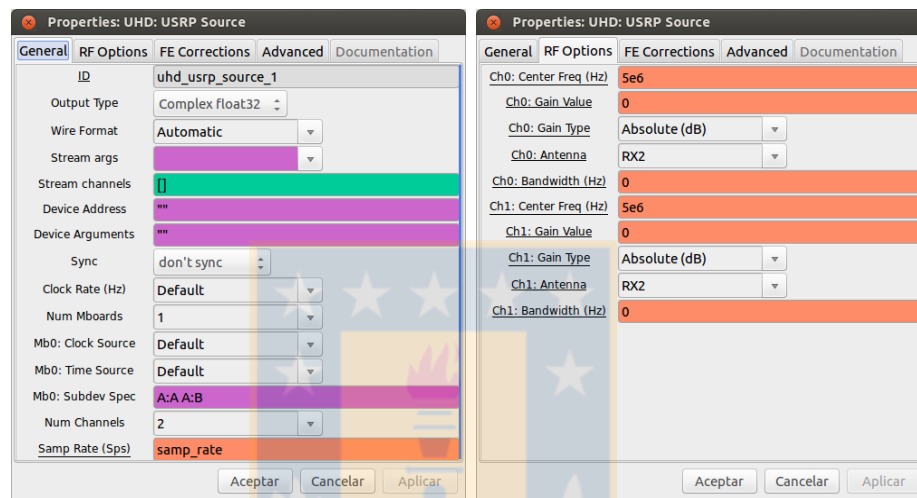 Properties: UHD: USRP Source
General RF Options FE Corrections Advanced Documentation
ID uhd_usrp_source_1
Output Type Complex float32
Wire Format Automatic
Stream args
Stream channels []
Device Address ""
Device Arguments ""
Sync don't sync
Clock Rate (Hz) Default
Num Mboards 1
Mb0: Clock Source Default
Mb0: Time Source Default
Mb0: Subdev Spec A:A A:B
Num Channels 2
Samp Rate (Sps) samp_rate
Aceptar Cancelar Aplicar
Properties: UHD: USRP Source
General RF Options FE Corrections Advanced Documentation
Ch0: Center Freq (Hz) 5e6
Ch0: Gain Value 0
Ch0: Gain Type Absolute (dB)
Ch0: Antenna RX2
Ch0: Bandwidth (Hz) 0
Ch1: Center Freq (Hz) 5e6
Ch1: Gain Value 0
Ch1: Gain Type Absolute (dB)
Ch1: Antenna RX2
Ch1: Bandwidth (Hz) 0
Aceptar Cancelar Aplicar